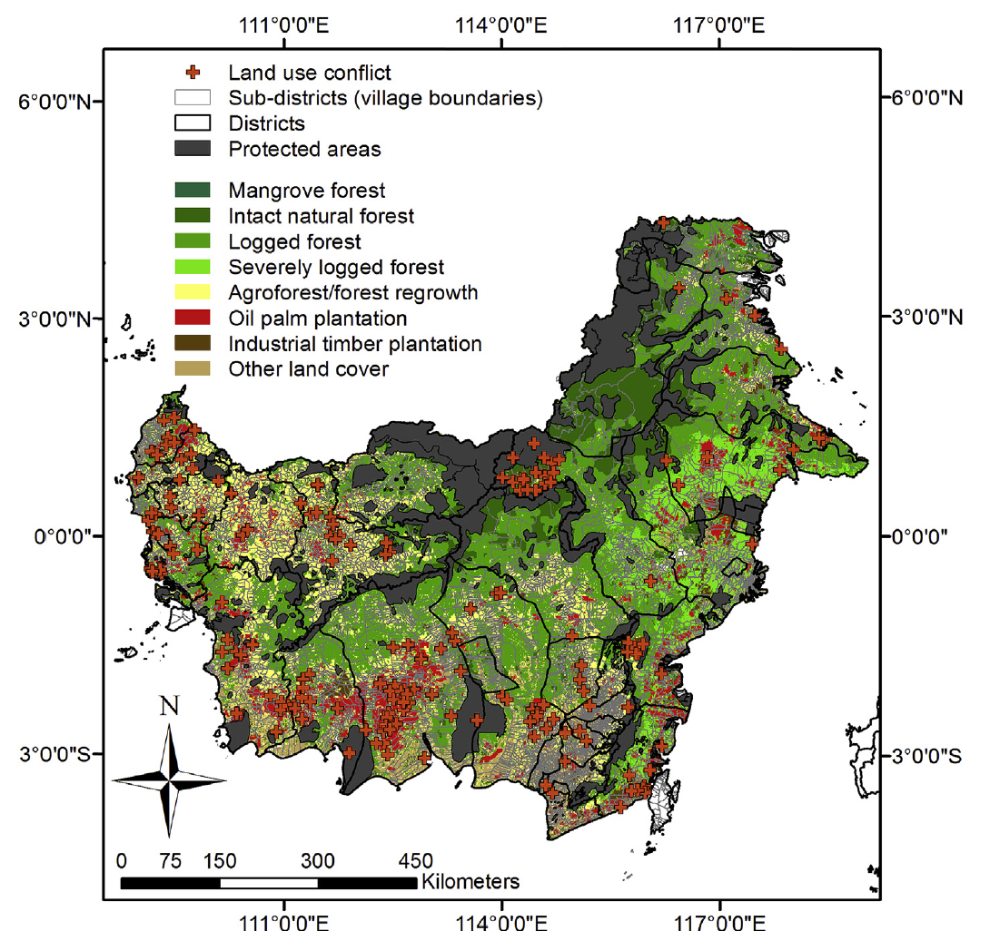 111°0'0"E 114°0'0"E 117°0'0"E
Land use conflict
6°0'0"N Sub-districts (village boundaries) 6°0'0"N
Districts
Protected areas
Mangrove forest
Intact natural forest
Logged forest
Severely logged forest
Agroforest/forest regrowth
3°0'0"N Oil palm plantation 3°0'0"N
Industrial timber plantation
Other land cover
0°0'0" 0°0'0"
N
3°0'0"S 3°0'0"S
0 75 150 300 450
Kilometers
111°0'0"E 114°0'0"E 117°0'0"E